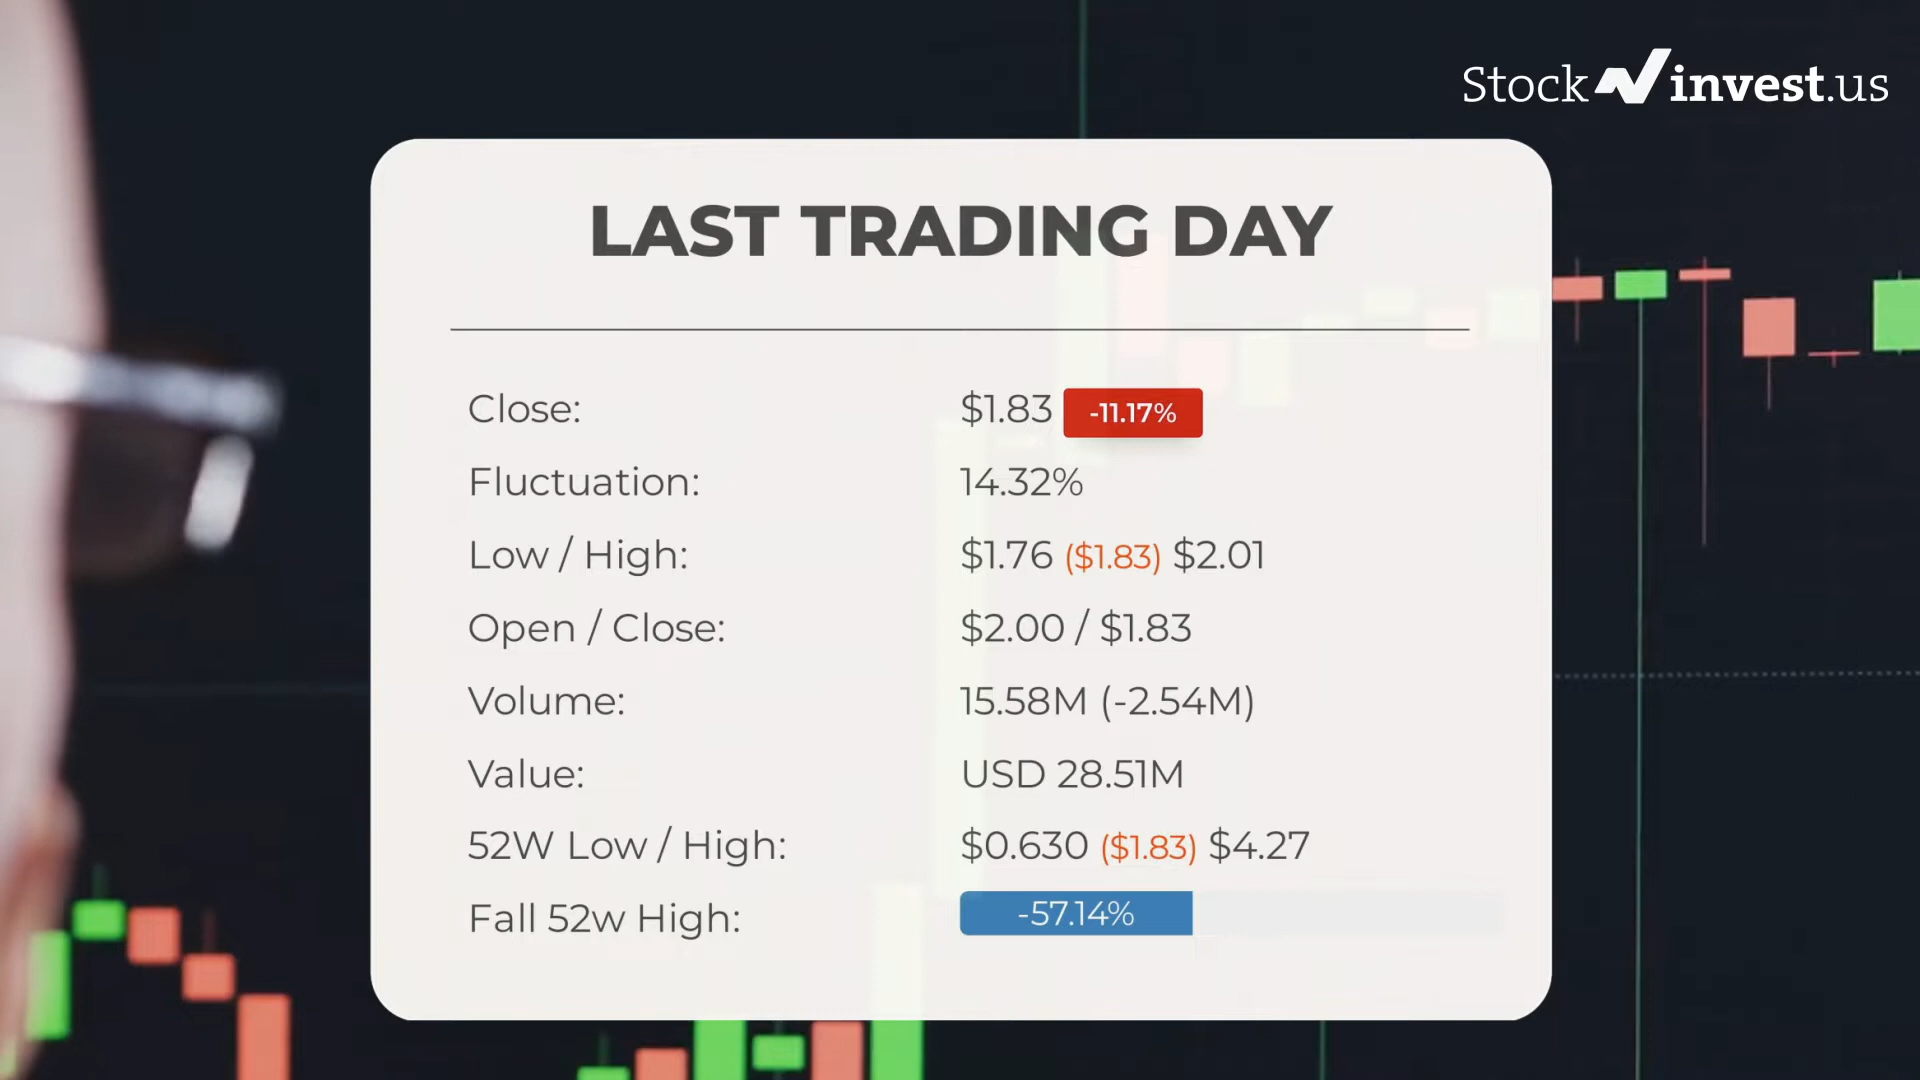 Stock invest.us
LAST TRADING DAY
Close: $1.83 -11.17%
Fluctuation: 14.32%
Low / High: $1.76 ($1.83) $2.01
Open / Close: $2.00 / $1.83
Volume: 15.58M (-2.54M)
Value: USD 28.51M
52W Low / High: $0.630 ($1.83) $4.27
Fall 52w High: -57.14%